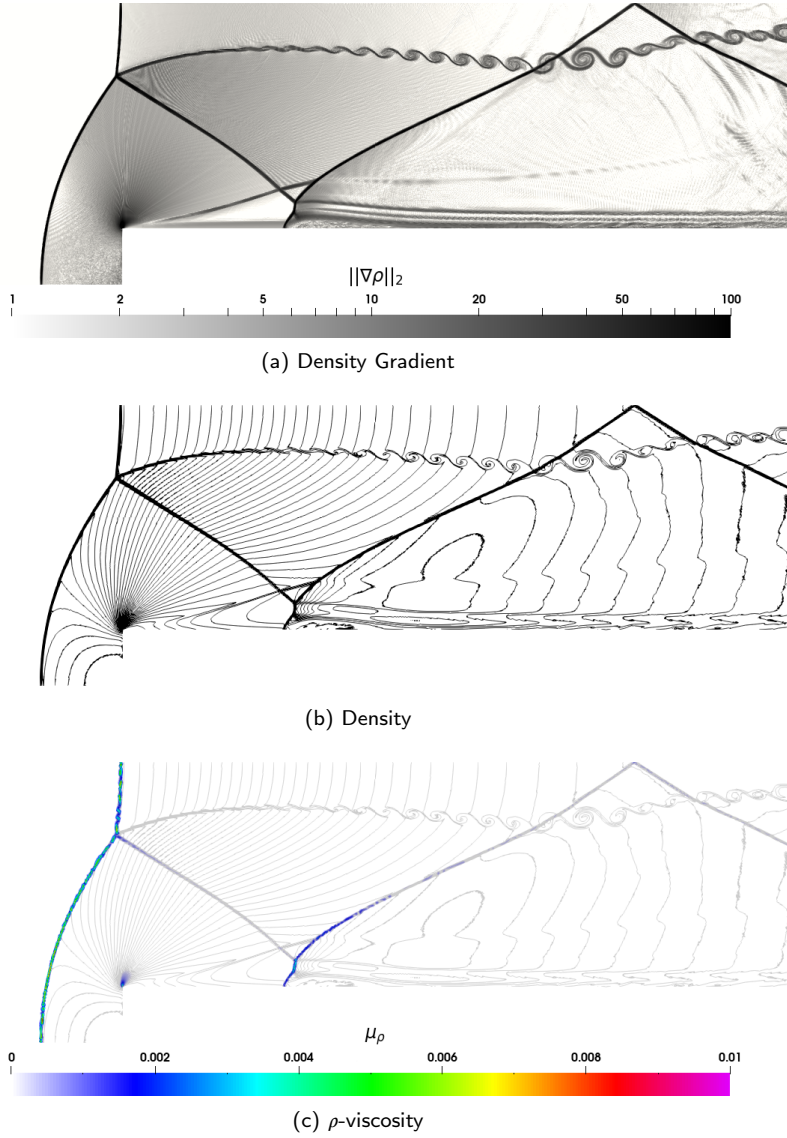 ||∇ρ||₂
1 2 5 10 20 50 100
(a) Density Gradient
(b) Density
μᵨ
0 0.002 0.004 0.006 0.008 0.01
(c) ρ-viscosity